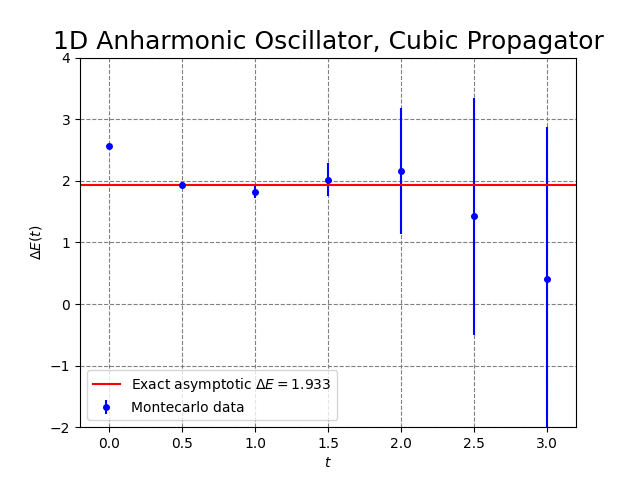 1D Anharmonic Oscillator, Cubic Propagator
4
3
2
1
0
−1
−2
ΔE(t)
Exact asymptotic ΔE = 1.933
Montecarlo data
0.0 0.5 1.0 1.5 2.0 2.5 3.0
t